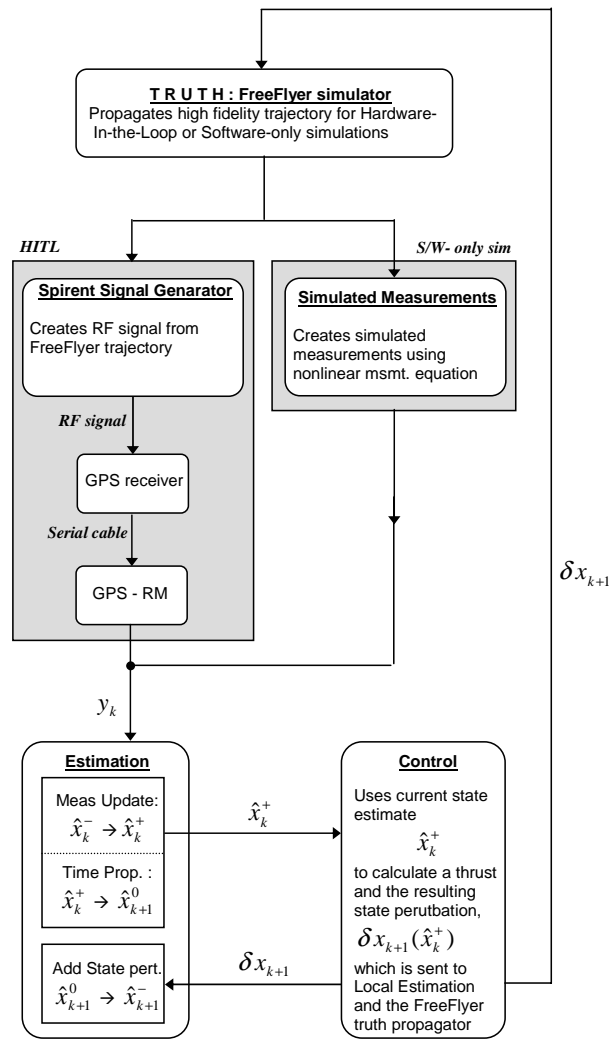 T R U T H : FreeFlyer simulator
Propagates high fidelity trajectory for Hardware-
In-the-Loop or Software-only simulations
HITL
S/W- only sim
Spirent Signal Genarator
Creates RF signal from
FreeFlyer trajectory
Simulated Measurements
Creates simulated
measurements using
nonlinear msmt. equation
RF signal
GPS receiver
Serial cable
GPS - RM
δx_{k+1}
y_k
Estimation
Meas Update:
x̂_k^- → x̂_k^+
Time Prop. :
x̂_k^+ → x̂_{k+1}^0
Add State pert.
x̂_{k+1}^0 → x̂_{k+1}^-
x̂_k^+
δx_{k+1}
Control
Uses current state
estimate
x̂_k^+
to calculate a thrust
and the resulting
state perutbation,
δx_{k+1}(x̂_k^+)
which is sent to
Local Estimation
and the FreeFlyer
truth propagator